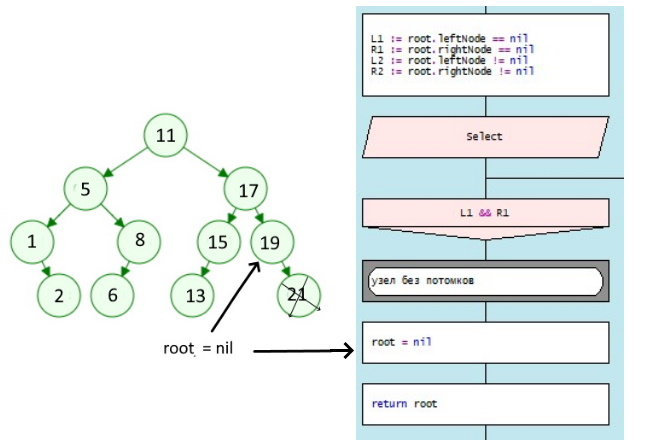 11
5
17
1
8
15
19
2
6
13
21
root = nil
L1 := root.leftNode == nil
R1 := root.rightNode == nil
L2 := root.leftNode != nil
R2 := root.rightNode != nil
Select
L1 && R1
узел без потомков
root = nil
return root